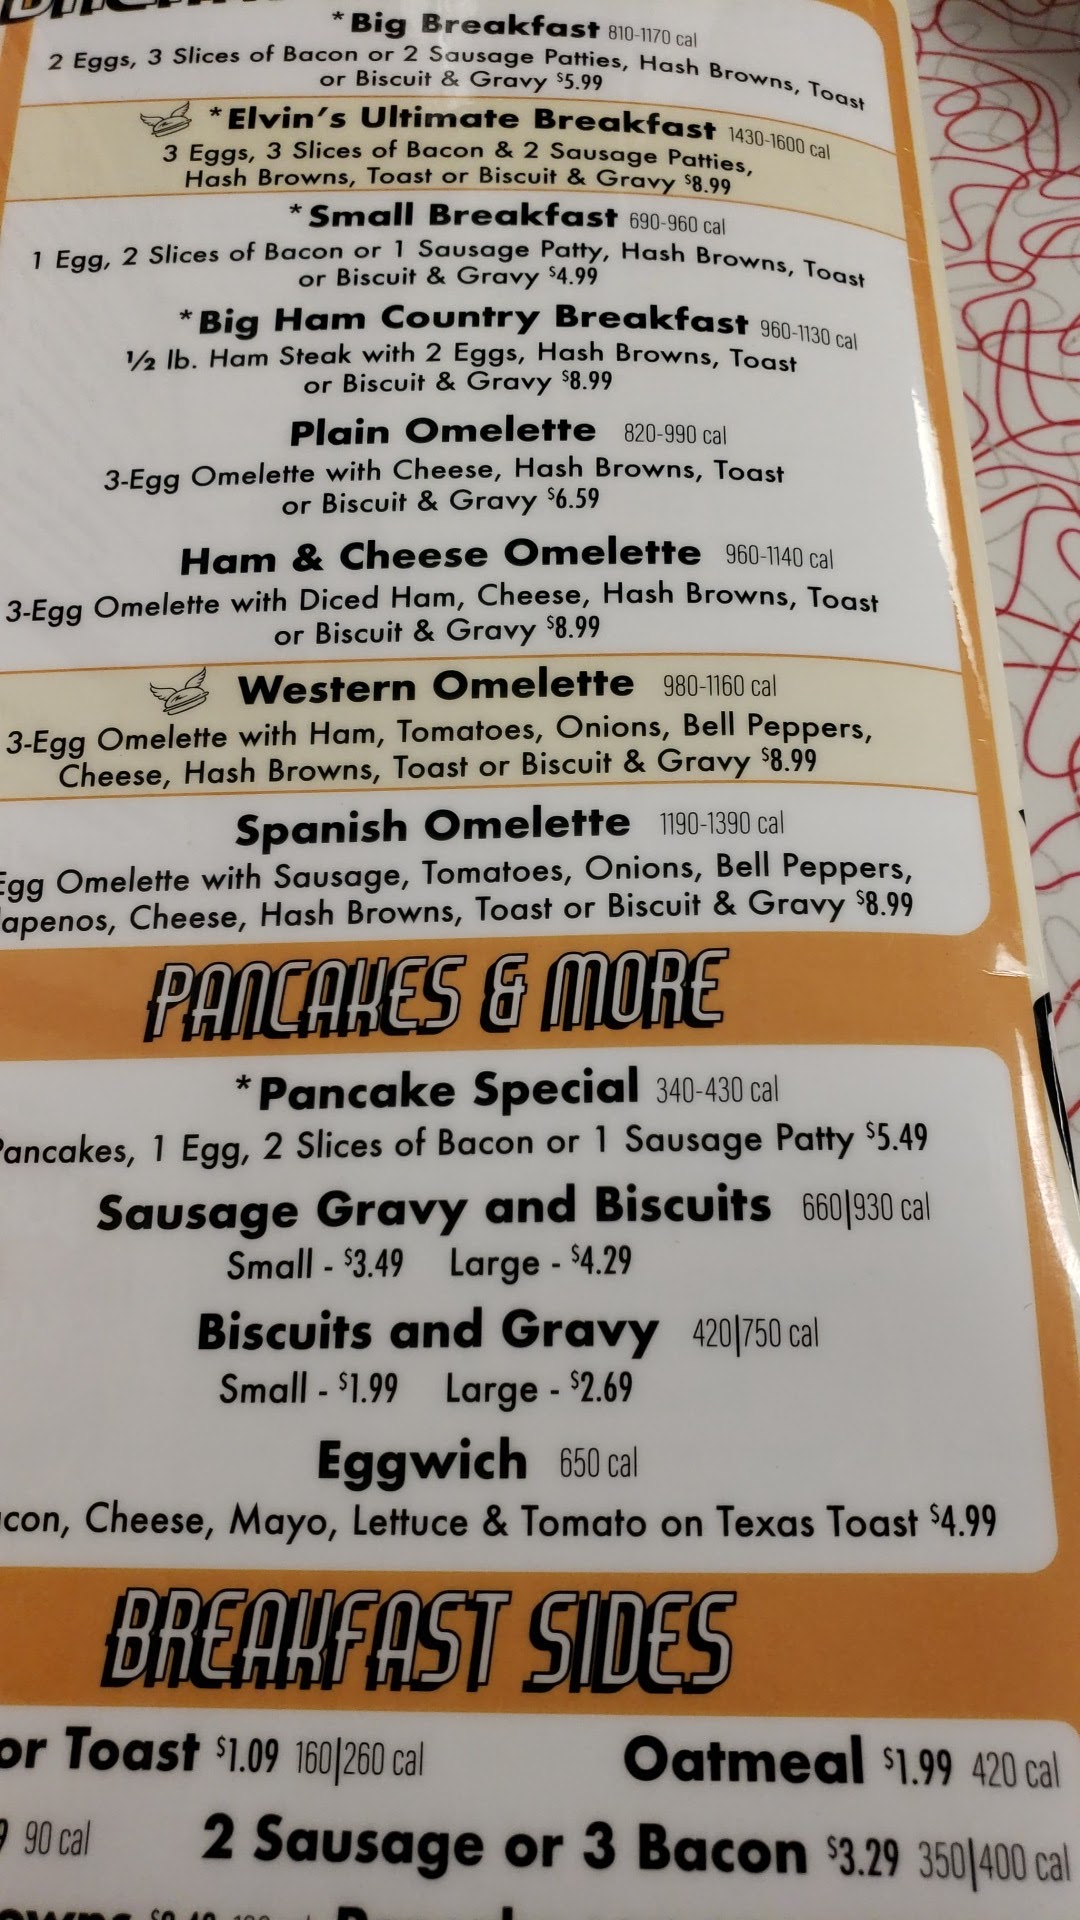 *Big Breakfast 810-1170 cal
2 Eggs, 3 Slices of Bacon or 2 Sausage Patties, Hash Browns, Toast
or Biscuit & Gravy $5.99
*Elvin's Ultimate Breakfast 1430-1600 cal
3 Eggs, 3 Slices of Bacon & 2 Sausage Patties,
Hash Browns, Toast or Biscuit & Gravy $8.99
*Small Breakfast 690-960 cal
1 Egg, 2 Slices of Bacon or 1 Sausage Patty, Hash Browns, Toast
or Biscuit & Gravy $4.99
*Big Ham Country Breakfast 960-1130 cal
1/2 lb. Ham Steak with 2 Eggs, Hash Browns, Toast
or Biscuit & Gravy $8.99
Plain Omelette 820-990 cal
3-Egg Omelette with Cheese, Hash Browns, Toast
or Biscuit & Gravy $6.59
Ham & Cheese Omelette 960-1140 cal
3-Egg Omelette with Diced Ham, Cheese, Hash Browns, Toast
or Biscuit & Gravy $8.99
Western Omelette 980-1160 cal
3-Egg Omelette with Ham, Tomatoes, Onions, Bell Peppers,
Cheese, Hash Browns, Toast or Biscuit & Gravy $8.99
Spanish Omelette 1190-1390 cal
Egg Omelette with Sausage, Tomatoes, Onions, Bell Peppers,
lapenos, Cheese, Hash Browns, Toast or Biscuit & Gravy $8.99
PANCAKES & MORE
*Pancake Special 340-430 cal
Pancakes, 1 Egg, 2 Slices of Bacon or 1 Sausage Patty $5.49
Sausage Gravy and Biscuits 660|930 cal
Small - $3.49 Large - $4.29
Biscuits and Gravy 420|750 cal
Small - $1.99 Large - $2.69
Eggwich 650 cal
con, Cheese, Mayo, Lettuce & Tomato on Texas Toast $4.99
BREAKFAST SIDES
or Toast $1.09 160|260 cal Oatmeal $1.99 420 cal
9 90 cal 2 Sausage or 3 Bacon $3.29 350|400 cal